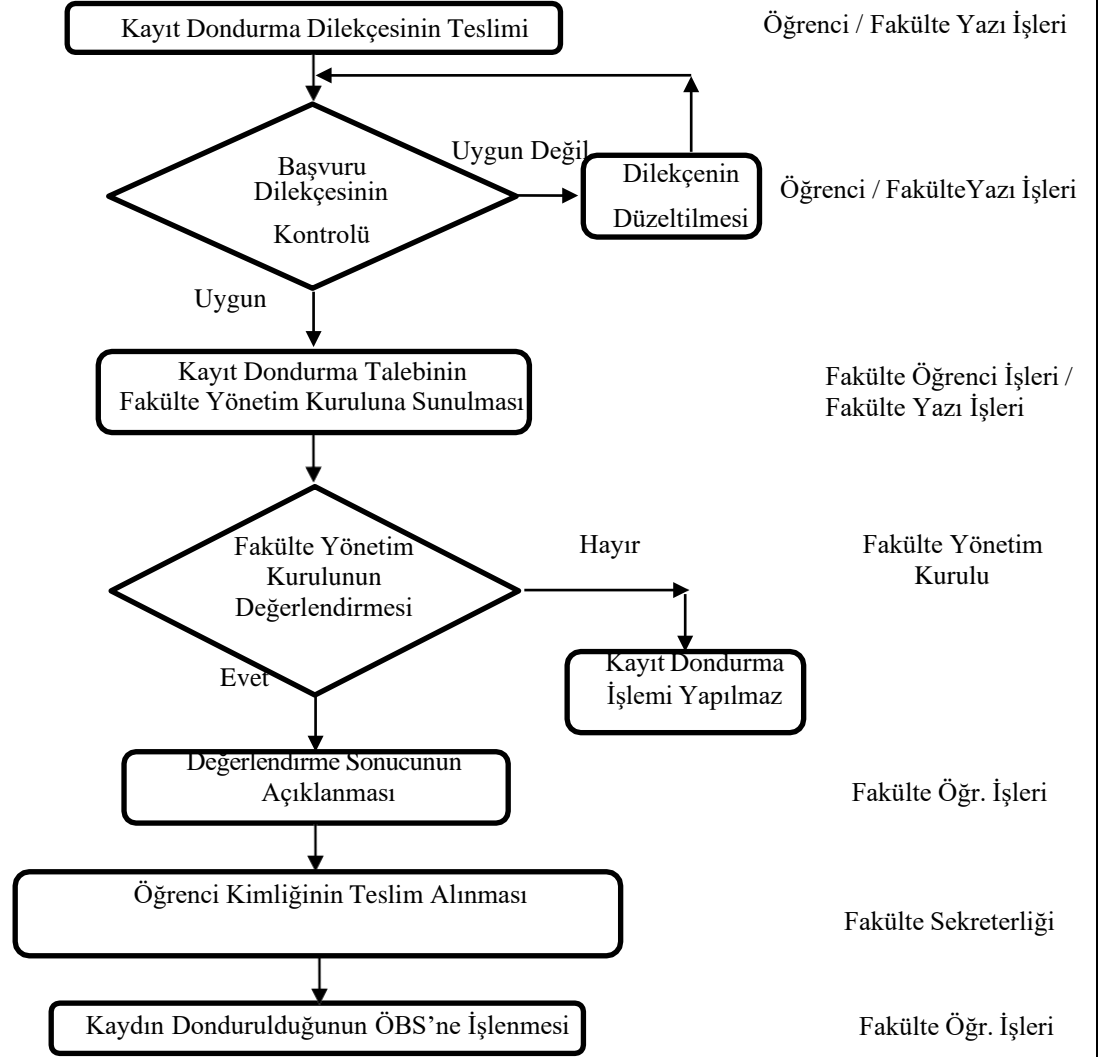 Kayıt Dondurma Dilekçesinin Teslimi
Öğrenci / Fakülte Yazı İşleri
Başvuru
Dilekçesinin
Kontrolü
Uygun Değil
Dilekçenin
Düzeltilmesi
Öğrenci / FakülteYazı İşleri
Uygun
Kayıt Dondurma Talebinin
Fakülte Yönetim Kuruluna Sunulması
Fakülte Öğrenci İşleri /
Fakülte Yazı İşleri
Fakülte Yönetim
Kurulunun
Değerlendirmesi
Hayır
Fakülte Yönetim
Kurulu
Kayıt Dondurma
İşlemi Yapılmaz
Evet
Değerlendirme Sonucunun
Açıklanması
Fakülte Öğr. İşleri
Öğrenci Kimliğinin Teslim Alınması
Fakülte Sekreterliği
Kaydın Dondurulduğunun ÖBS’ne İşlenmesi
Fakülte Öğr. İşleri